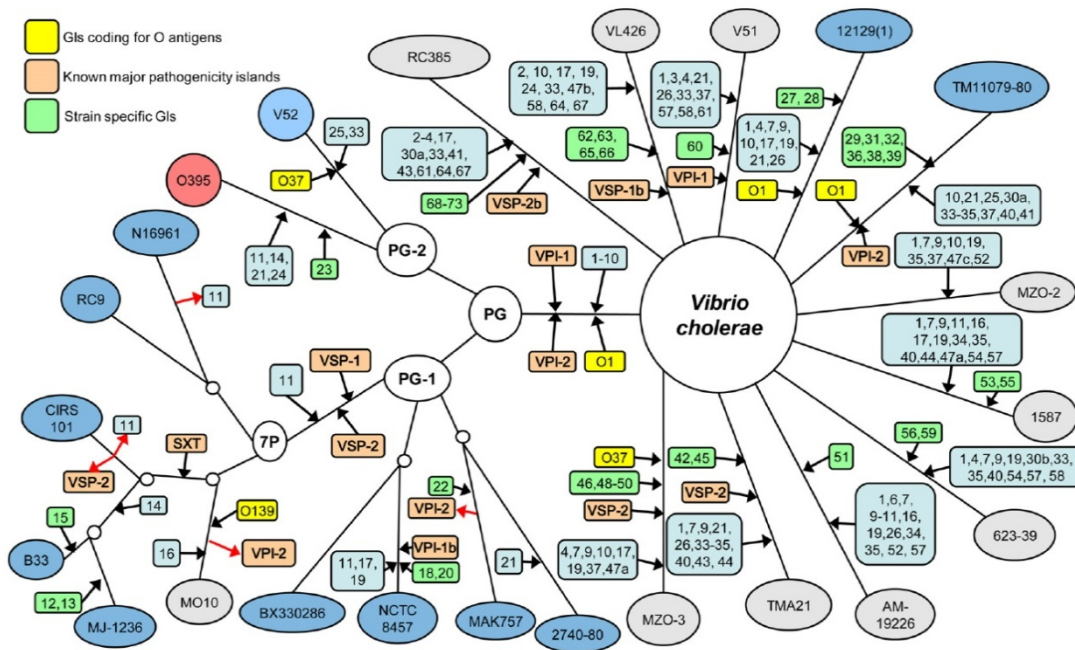 GIs coding for O antigens
Known major pathogenicity islands
Strain specific GIs
RC385
VL426
V51
12129(1)
TM11079-80
V52
O395
N16961
RC9
CIRS
101
B33
MJ-1236
MO10
BX330286
NCTC
8457
MAK757
2740-80
MZO-3
TMA21
AM-
19226
623-39
1587
MZO-2
Vibrio
cholerae
PG
PG-2
PG-1
7P
25,33
O37
11,14,
21,24
23
11
2-4,17,
30a,33,41,
43,61,64,67
68-73
VSP-2b
2, 10, 17, 19,
24, 33, 47b,
58, 64, 67
62,63,
65,66
VSP-1b
1,3,4,21,
26,33,37,
57,58,61
60
VPI-1
27, 28
1,4,7,9,
10,17,19,
21,26
O1
29,31,32,
36,38,39
O1
VPI-2
10,21,25,30a,
33-35,37,40,41
1,7,9,10,19,
35,37,47c,52
1,7,9,11,16,
17,19,34,35,
40,44,47a,54,57
53,55
56,59
1,4,7,9,19,30b,33,
35,40,54,57, 58
51
1,6,7,
9-11,16,
19,26,34,
35, 52, 57
42,45
VSP-2
1,7,9,21,
26,33-35,
40,43, 44
O37
46,48-50
VSP-2
4,7,9,10,17,
19,37,47a
VPI-1
1-10
VPI-2
O1
11
VSP-1
VSP-2
11
SXT
VSP-2
14
15
12,13
O139
16
VPI-2
11,17,
19
VPI-1b
18,20
22
VPI-2
21